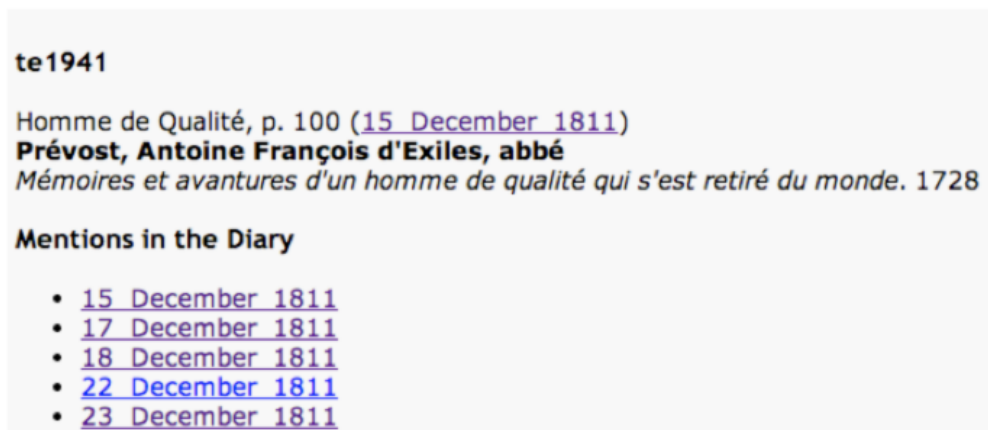 te1941
Homme de Qualité, p. 100 (15 December 1811)
Prévost, Antoine François d'Exiles, abbé
Mémoires et avantures d'un homme de qualité qui s'est retiré du monde. 1728
Mentions in the Diary
• 15 December 1811
• 17 December 1811
• 18 December 1811
• 22 December 1811
• 23 December 1811